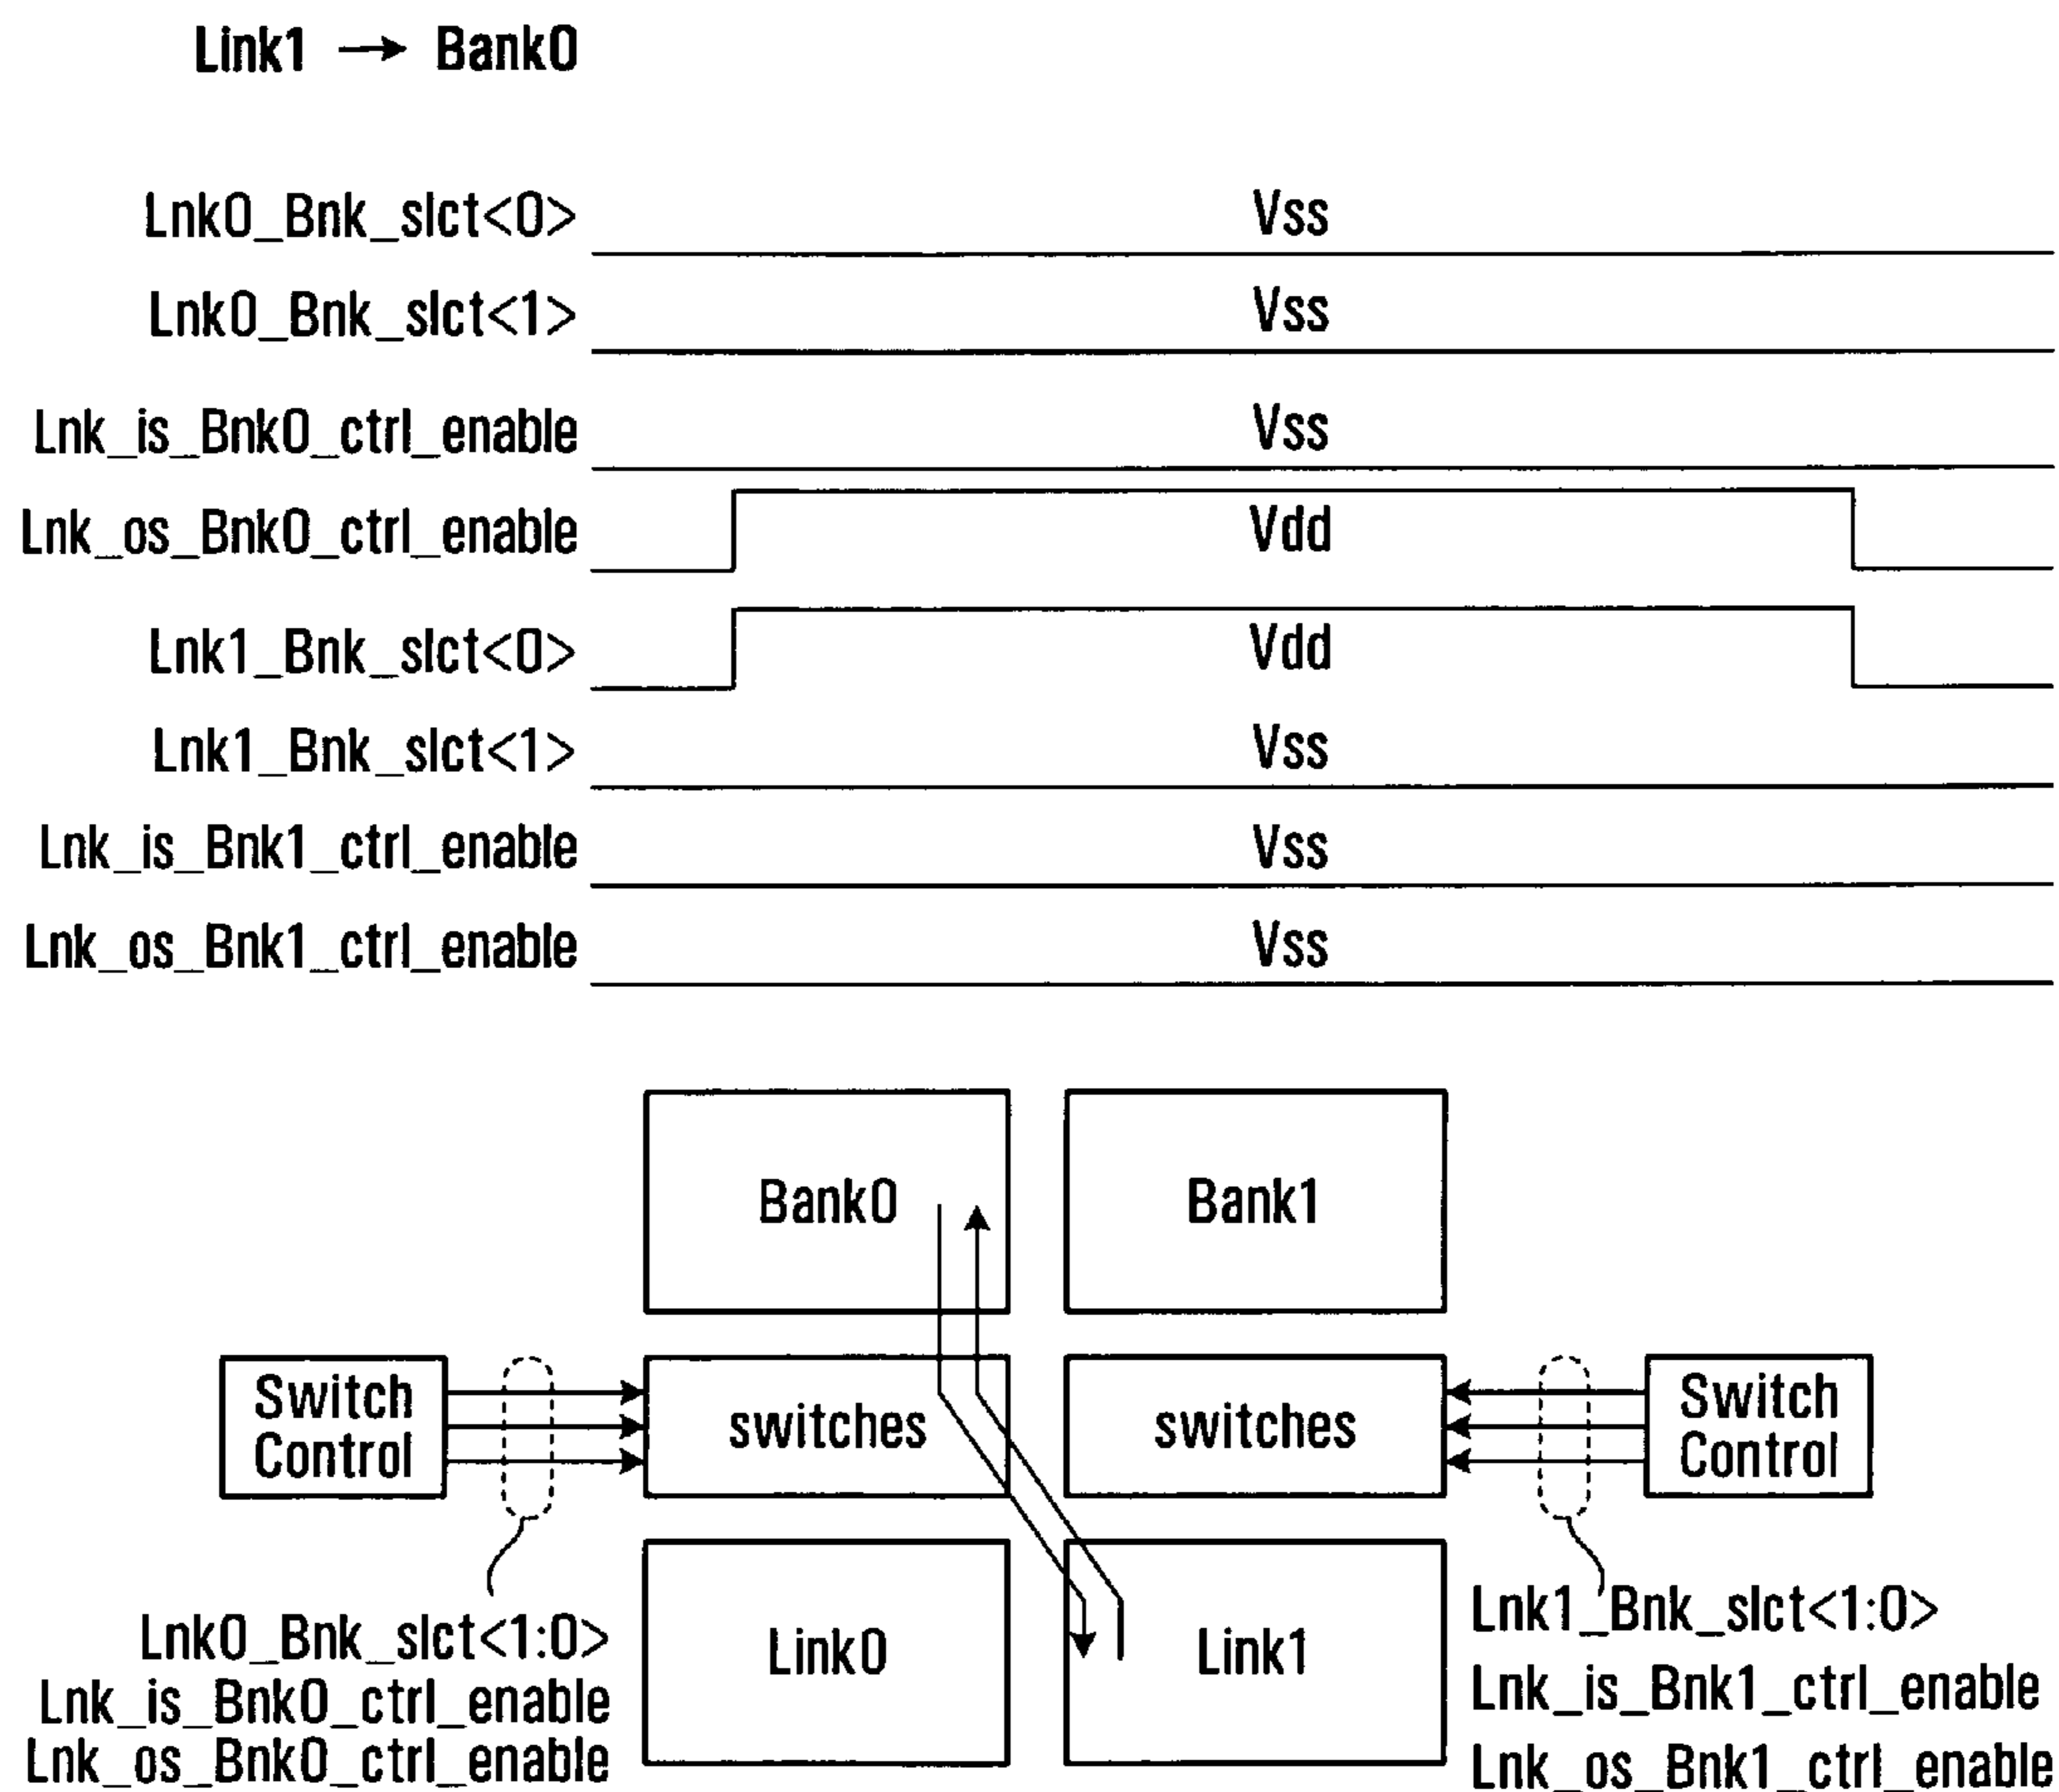 Link1 → Bank0
Lnk0_Bnk_slct<0>
Vss
Lnk0_Bnk_slct<1>
Vss
Lnk_is_Bnk0_ctrl_enable
Vss
Lnk_os_Bnk0_ctrl_enable
Vdd
Lnk1_Bnk_slct<0>
Vdd
Lnk1_Bnk_slct<1>
Vss
Lnk_is_Bnk1_ctrl_enable
Vss
Lnk_os_Bnk1_ctrl_enable
Vss
Bank0
Bank1
Switch
Control
switches
switches
Switch
Control
Lnk0_Bnk_slct<1:0>
Lnk_is_Bnk0_ctrl_enable
Lnk_os_Bnk0_ctrl_enable
Link0
Link1
Lnk1_Bnk_slct<1:0>
Lnk_is_Bnk1_ctrl_enable
Lnk_os_Bnk1_ctrl_enable